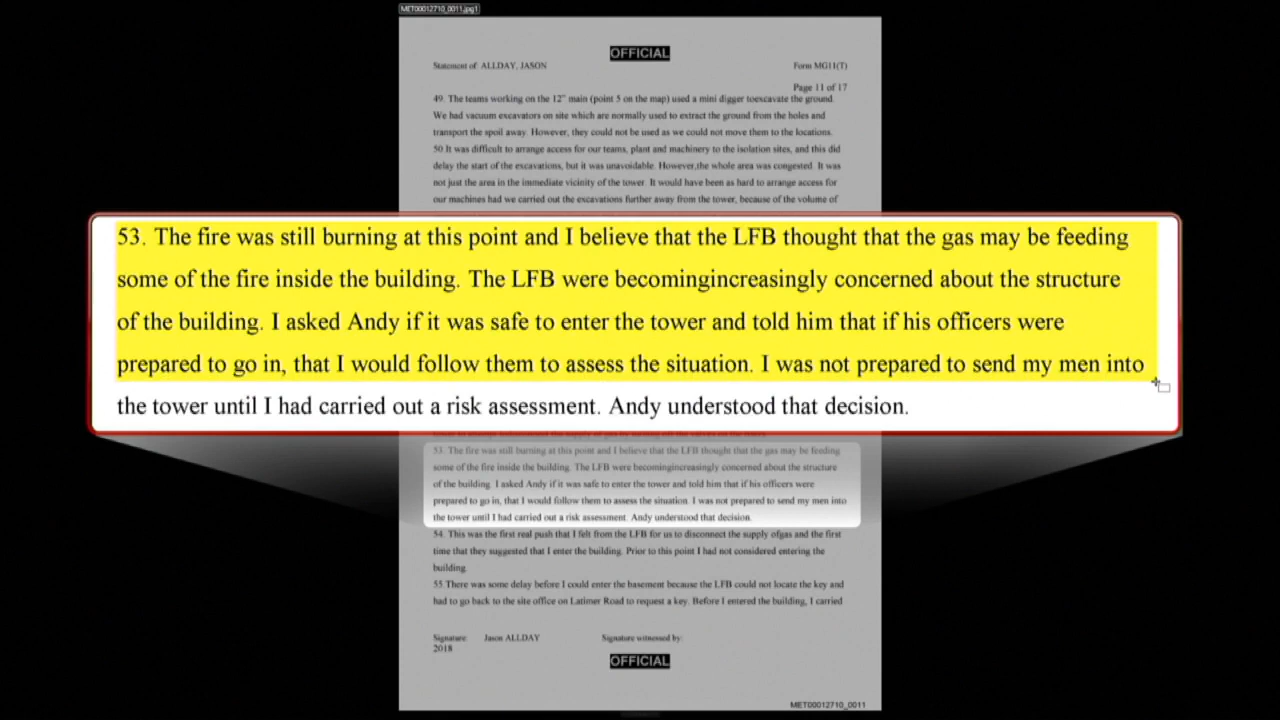 MET00012710_0011.jpg1
OFFICIAL
Statement of: ALLDAY, JASON
Form MG11(T)
Page 11 of 17
49. The teams working on the 12" main (point 5 on the map) used a mini digger toexcavate the ground.
We had vacuum excavators on site which are normally used to extract the ground from the holes and
transport the spoil away. However, they could not be used as we could not move them to the locations.
50 It was difficult to arrange access for our teams, plant and machinery to the isolation sites, and this did
delay the start of the excavations, but it was unavoidable. However,the whole area was congested. It was
not just the area in the immediate vicinity of the tower. It would have been as hard to arrange access for
our machines had we carried out the excavations further away from the tower, because of the volume of
53. The fire was still burning at this point and I believe that the LFB thought that the gas may be feeding
some of the fire inside the building. The LFB were becomingincreasingly concerned about the structure
of the building. I asked Andy if it was safe to enter the tower and told him that if his officers were
prepared to go in, that I would follow them to assess the situation. I was not prepared to send my men into
the tower until I had carried out a risk assessment. Andy understood that decision.
53. The fire was still burning at this point and I believe that the LFB thought that the gas may be feeding
some of the fire inside the building. The LFB were becomingincreasingly concerned about the structure
of the building. I asked Andy if it was safe to enter the tower and told him that if his officers were
prepared to go in, that I would follow them to assess the situation. I was not prepared to send my men into
the tower until I had carried out a risk assessment. Andy understood that decision.
54. This was the first real push that I felt from the LFB for us to disconnect the supply ofgas and the first
time that they suggested that I enter the building. Prior to this point I had not considered entering the
building.
55.There was some delay before I could enter the basement because the LFB could not locate the key and
had to go back to the site office on Latimer Road to request a key. Before I entered the building, I carried
Signature: Jason ALLDAY Signature witnessed by:
2018
OFFICIAL
MET00012710_0011